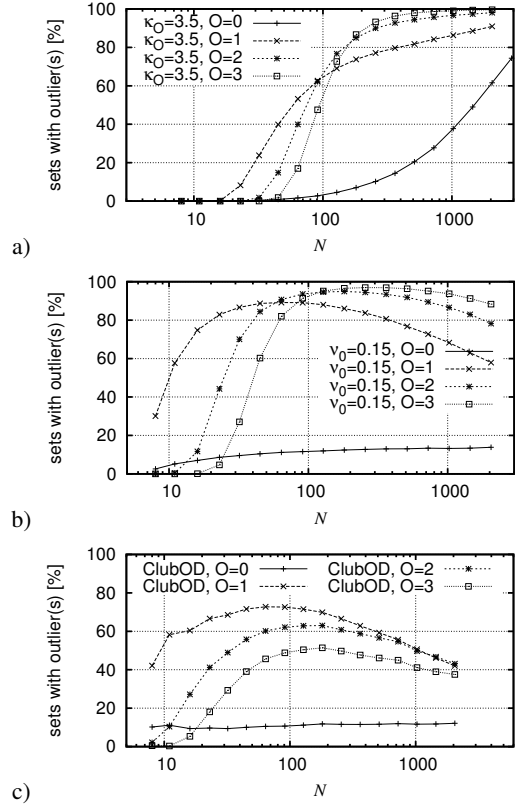 sets with outlier(s) [%]
100
80
60
40
20
0
κO=3.5, O=0
κO=3.5, O=1
κO=3.5, O=2
κO=3.5, O=3
10
100
1000
N
a)
sets with outlier(s) [%]
100
80
60
40
20
0
ν0=0.15, O=0
ν0=0.15, O=1
ν0=0.15, O=2
ν0=0.15, O=3
10
100
1000
N
b)
sets with outlier(s) [%]
100
80
60
40
20
0
ClubOD, O=0
ClubOD, O=1
ClubOD, O=2
ClubOD, O=3
10
100
1000
N
c)